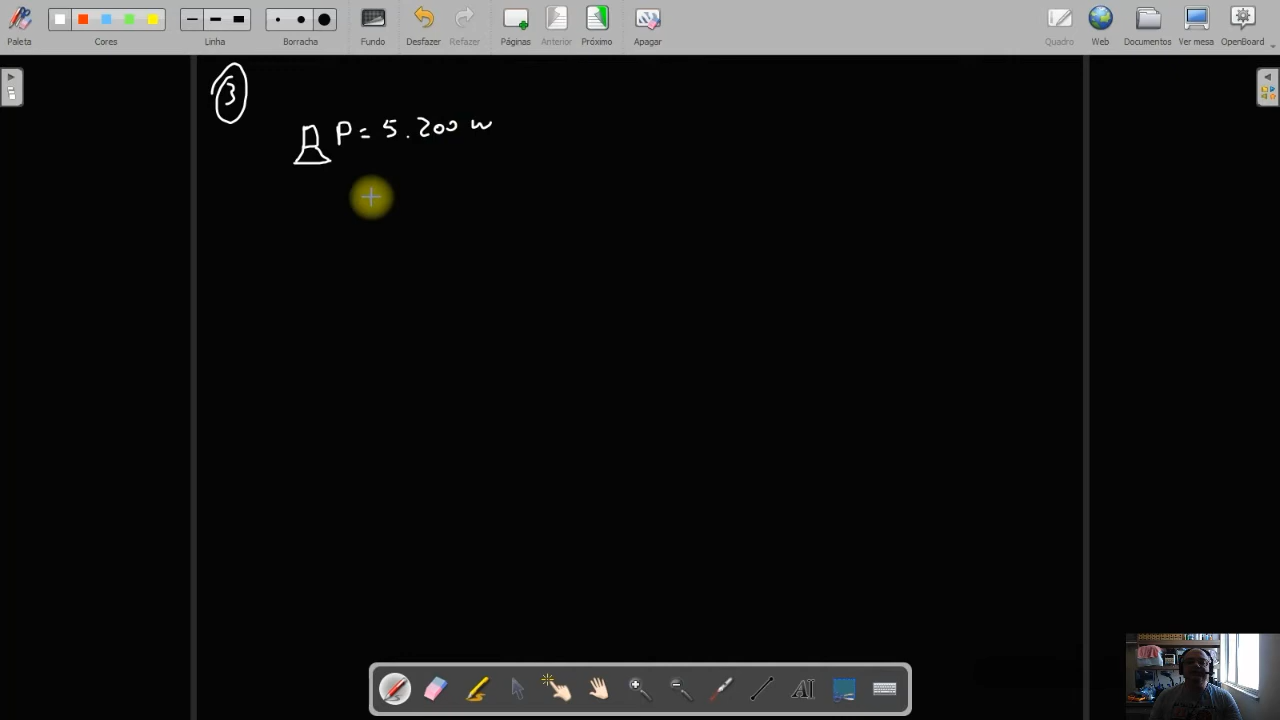 Paleta
Cores
Linha
Borracha
Fundo
Desfazer
Refazer
Páginas
Anterior
Próximo
Apagar
Quadro
Web
Documentos
Ver mesa
OpenBoard
3
P = 5.200 w
AI